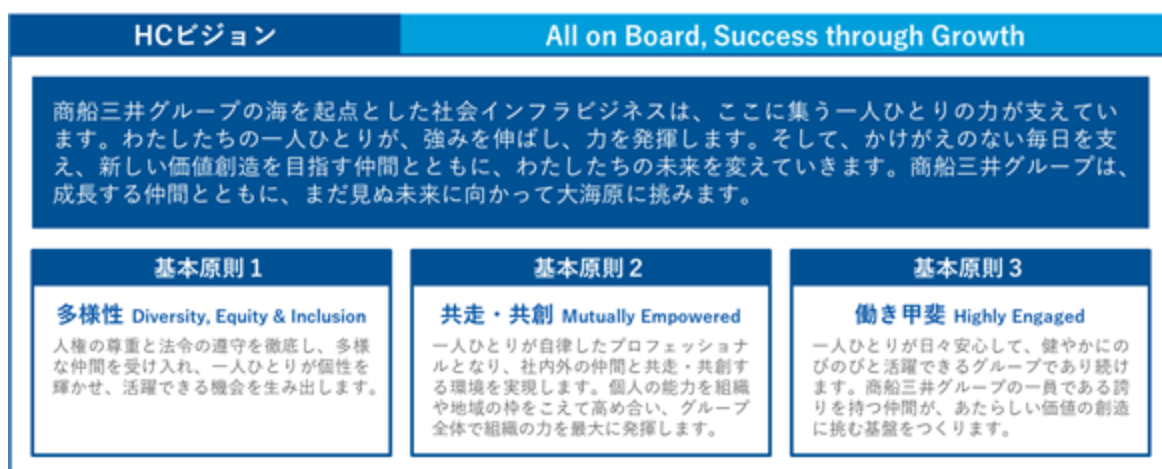 HCビジョン
All on Board, Success through Growth
商船三井グループの海を起点とした社会インフラビジネスは、ここに集う一人ひとりの力が支えてい
ます。わたしたちの一人ひとりが、強みを伸ばし、力を発揮します。そして、かけがえのない毎日を支
え、新しい価値創造を目指す仲間とともに、わたしたちの未来を変えていきます。商船三井グループは、
成長する仲間とともに、まだ見ぬ未来に向かって大海原に挑みます。
基本原則 1
多様性 Diversity, Equity & Inclusion
人権の尊重と法令の遵守を徹底し、多様
な仲間を受け入れ、一人ひとりが個性を
輝かせ、活躍できる機会を生み出します。
基本原則 2
共走・共創 Mutually Empowered
一人ひとりが自律したプロフェッショナ
ルとなり、社内外の仲間と共走・共創す
る環境を実現します。個人の能力を組織
や地域の枠をこえて高め合い、グループ
全体で組織の力を最大に発揮します。
基本原則 3
働き甲斐 Highly Engaged
一人ひとりが日々安心して、健やかにの
びのびと活躍できるグループであり続け
ます。商船三井グループの一員である誇
りを持つ仲間が、あたらしい価値の創造
に挑む基盤をつくります。